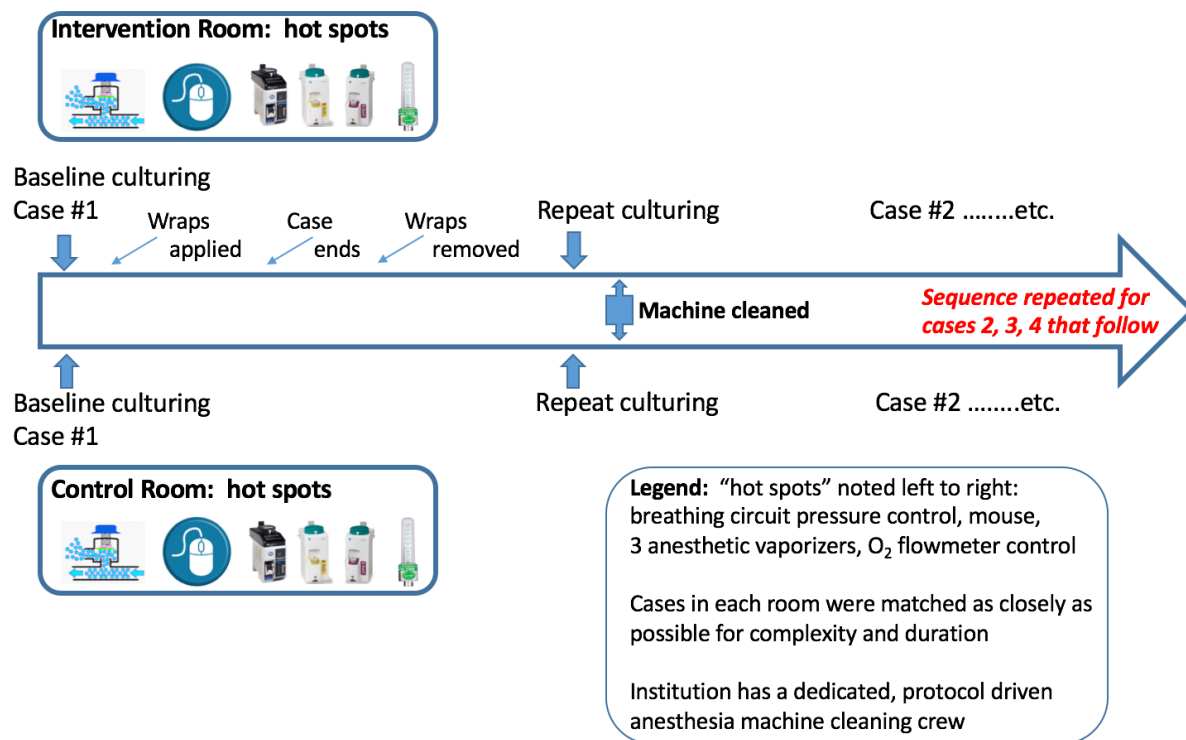 Intervention Room:  hot spots
Baseline culturing
Case #1
Wraps
applied
Case
ends
Wraps
removed
Repeat culturing
Case #2 ........etc.
Machine cleaned
Sequence repeated for
cases 2, 3, 4 that follow
Baseline culturing
Case #1
Repeat culturing
Case #2 ........etc.
Control Room:  hot spots
Legend:  “hot spots” noted left to right:
breathing circuit pressure control, mouse,
3 anesthetic vaporizers, O₂ flowmeter control
Cases in each room were matched as closely as
possible for complexity and duration
Institution has a dedicated, protocol driven
anesthesia machine cleaning crew